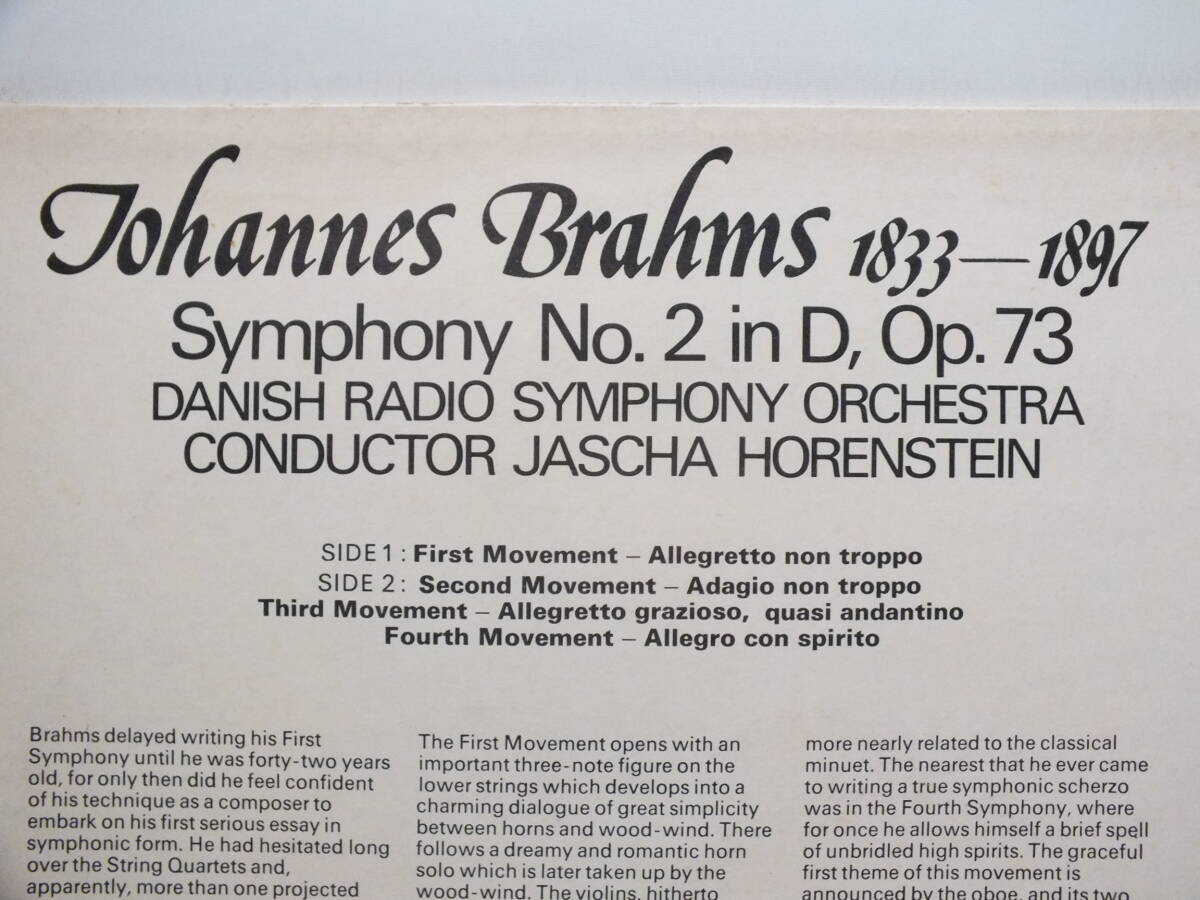 Johannes Brahms 1833—1897
Symphony No. 2 in D, Op. 73
DANISH RADIO SYMPHONY ORCHESTRA
CONDUCTOR JASCHA HORENSTEIN
SIDE 1: First Movement – Allegretto non troppo
SIDE 2: Second Movement – Adagio non troppo
Third Movement – Allegretto grazioso, quasi andantino
Fourth Movement – Allegro con spirito
Brahms delayed writing his First
Symphony until he was forty-two years
old, for only then did he feel confident
of his technique as a composer to
embark on his first serious essay in
symphonic form. He had hesitated long
over the String Quartets and,
apparently, more than one projected
The First Movement opens with an
important three-note figure on the
lower strings which develops into a
charming dialogue of great simplicity
between horns and wood-wind. There
follows a dreamy and romantic horn
solo which is later taken up by the
wood-wind. The violins, hitherto
more nearly related to the classical
minuet. The nearest that he ever came
to writing a true symphonic scherzo
was in the Fourth Symphony, where
for once he allows himself a brief spell
of unbridled high spirits. The graceful
first theme of this movement is
announced by the oboe, and its two